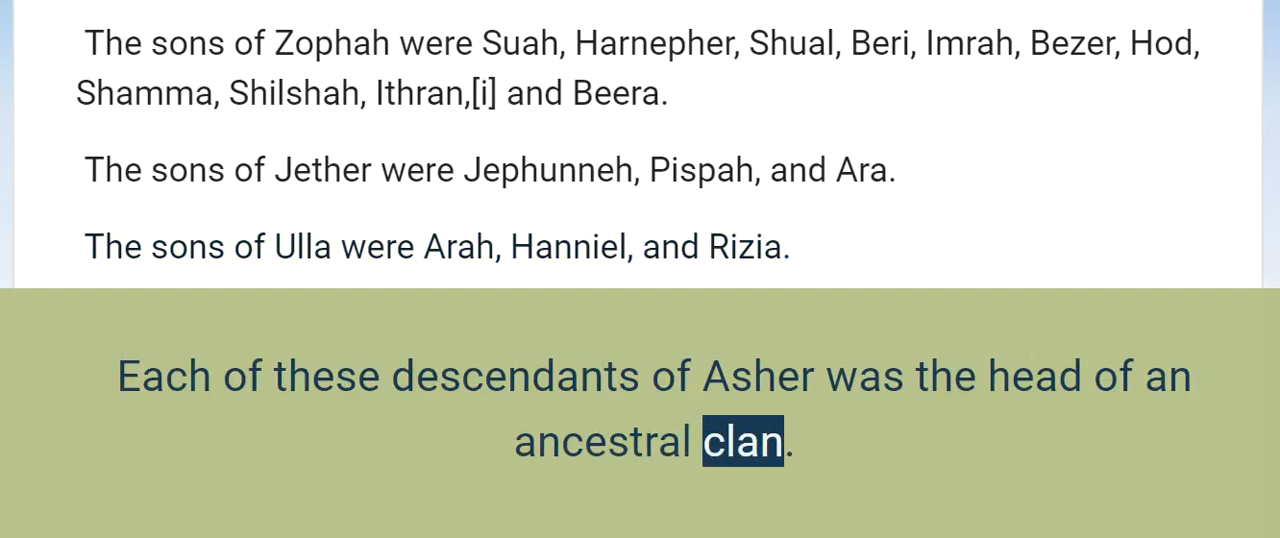 The sons of Zophah were Suah, Harnepher, Shual, Beri, Imrah, Bezer, Hod,
Shamma, Shilshah, Ithran,[i] and Beera.
The sons of Jether were Jephunneh, Pispah, and Ara.
The sons of Ulla were Arah, Hanniel, and Rizia.
Each of these descendants of Asher was the head of an
ancestral clan.